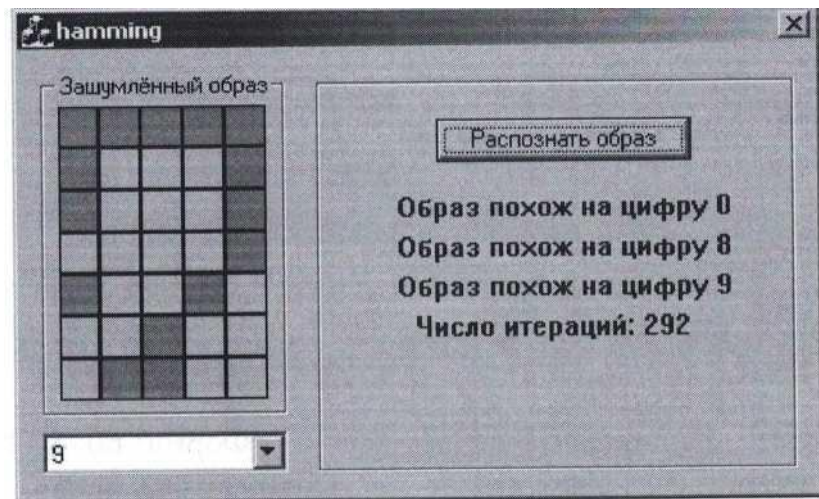 hamming
Зашумлённый образ
Распознать образ
Образ похож на цифру 0
Образ похож на цифру 8
Образ похож на цифру 9
Число итераций: 292
9